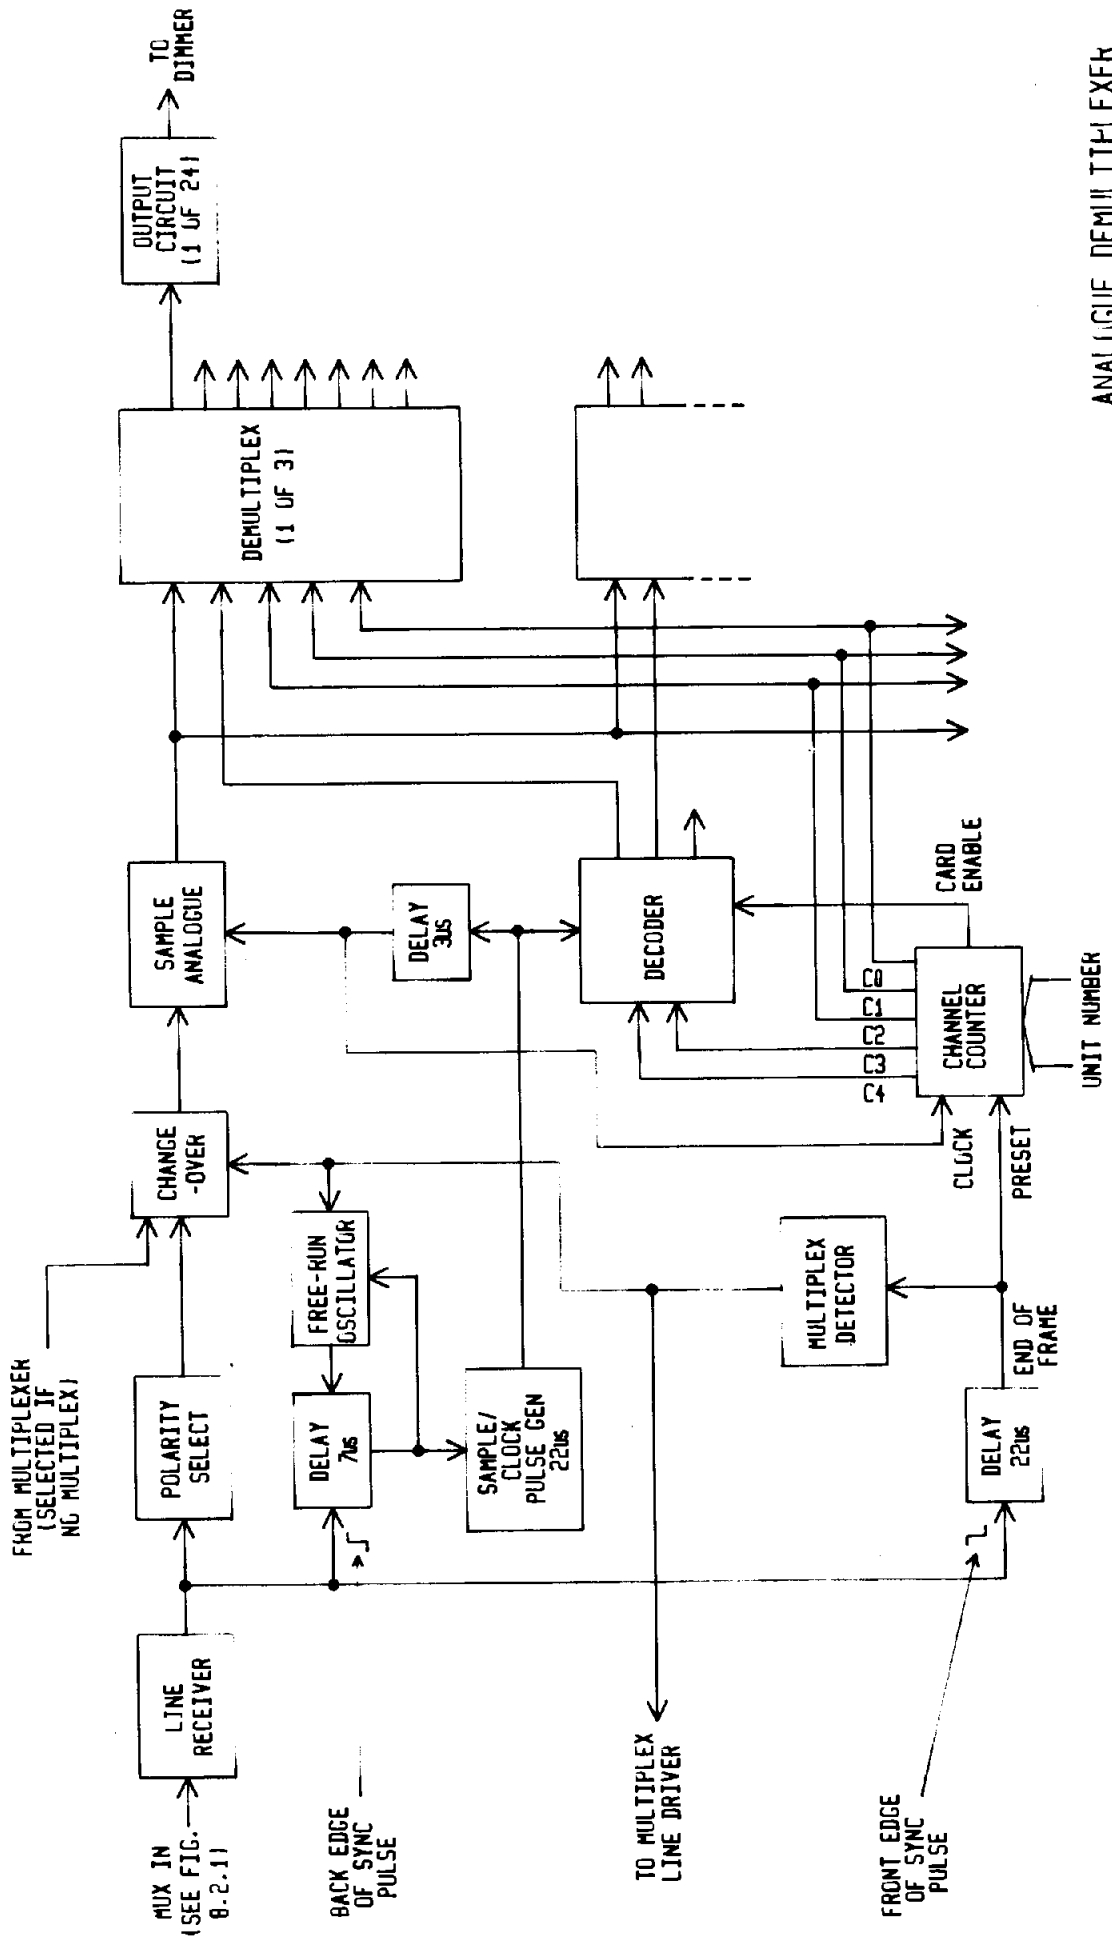 MUX IN
(SEE FIG.
8.2.1)
LINE
RECEIVER
FROM MULTIPLEXER
(SELECTED IF
NO MULTIPLEX)
POLARITY
SELECT
CHANGE
-OVER
SAMPLE
ANALOGUE
DEMULTIPLEX
(1 OF 3)
OUTPUT
CIRCUIT
(1 OF 24)
TO
DIMMER
BACK EDGE
OF SYNC
PULSE
DELAY
7us
FREE-RUN
OSCILLATOR
SAMPLE/
CLOCK
PULSE GEN
22us
DELAY
3us
DECODER
TO MULTIPLEX
LINE DRIVER
MULTIPLEX
DETECTOR
FRONT EDGE
OF SYNC
PULSE
DELAY
22us
END OF
FRAME
CLOCK
PRESET
C0
C1
C2
C3
C4
CHANNEL
COUNTER
CARD
ENABLE
UNIT NUMBER
ANALOGUE DEMULTIPLEXER